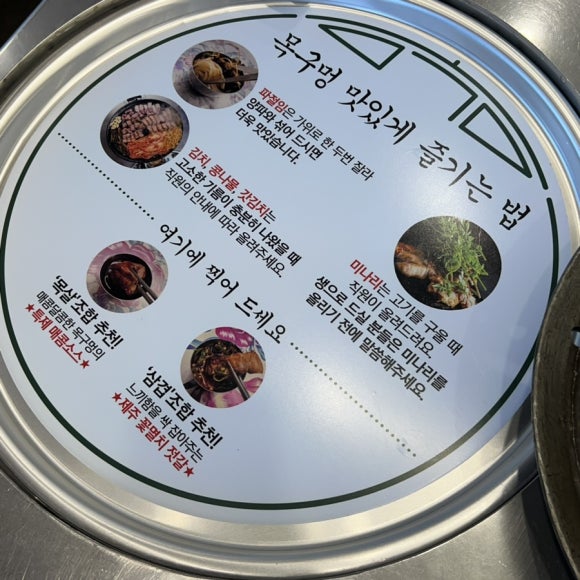 목구멍 맛있게 즐기는 법
파절임은 가위로 한 두번 잘라
양파와 섞어 드시면
더욱 맛있습니다.
김치, 콩나물, 갓김치는
고소한 기름이 충분히 나왔을 때
직원의 안내에 따라 올려주세요.
미나리는 고기를 구울 때
직원이 올려드려요.
생으로 드실 분들은 미나리를
올리기 전에 말씀해주세요.
여기에 찍어 드세요
'목살'조합 추천!
매콤달콤한 목구멍의
★특제 매콤소스★
'삼겹'조합 추천!
느끼함을 싹 잡아주는
★제주 꽃멸치 젓갈★